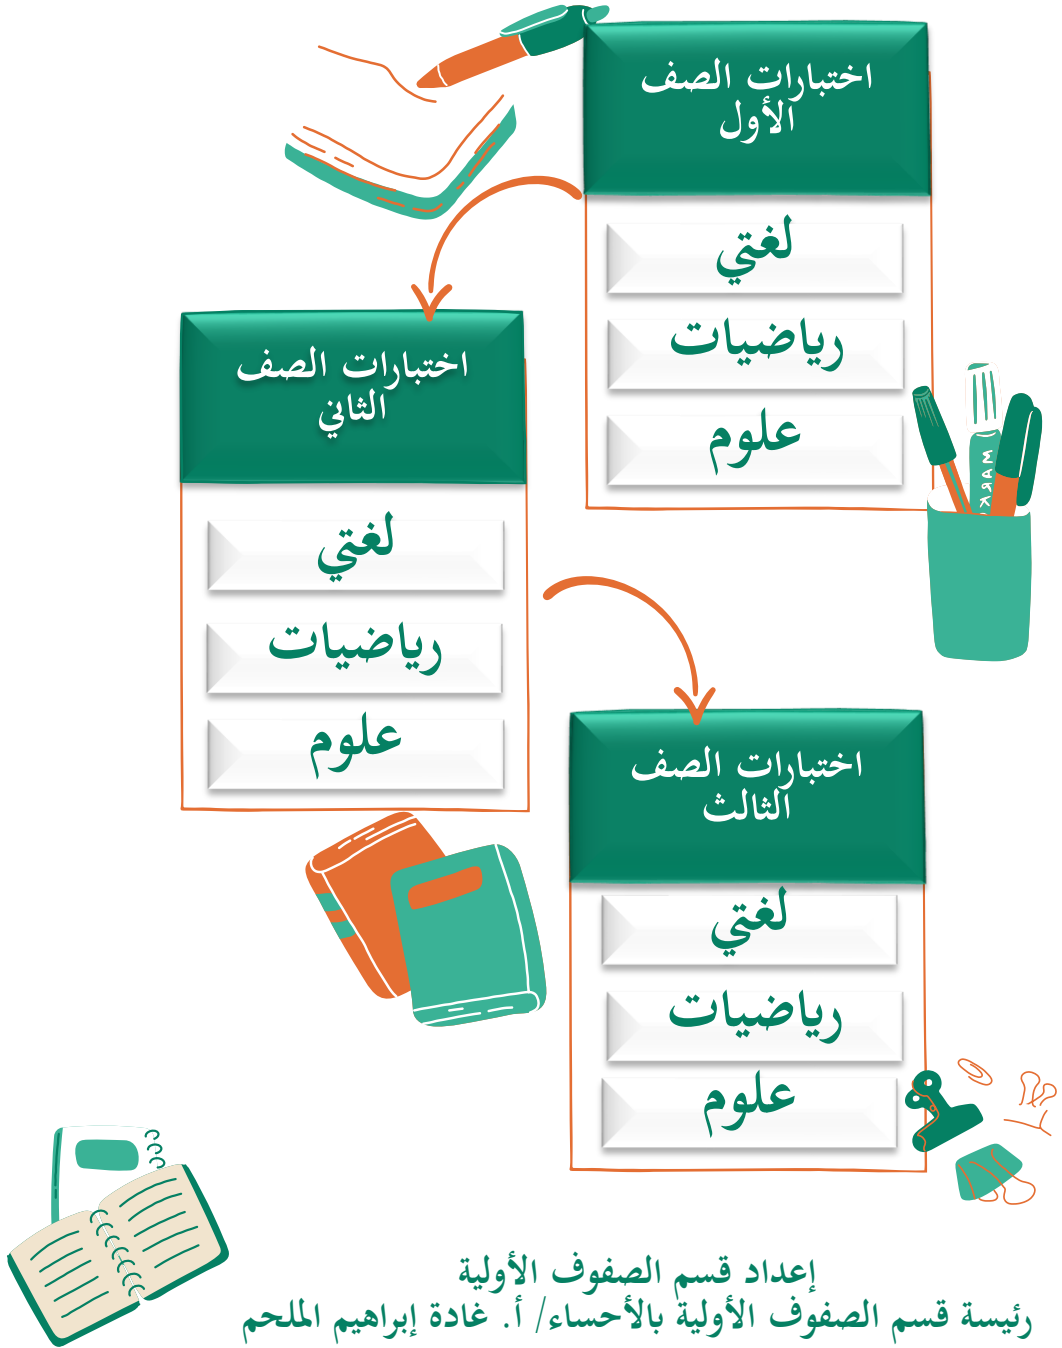 اختبارات الصف
الأول
لغتي
رياضيات
علوم
اختبارات الصف
الثاني
لغتي
رياضيات
علوم
اختبارات الصف
الثالث
لغتي
رياضيات
علوم
MARK
إعداد قسم الصفوف الأولية
رئيسة قسم الصفوف الأولية بالأحساء/ أ. غادة إبراهيم الملحم